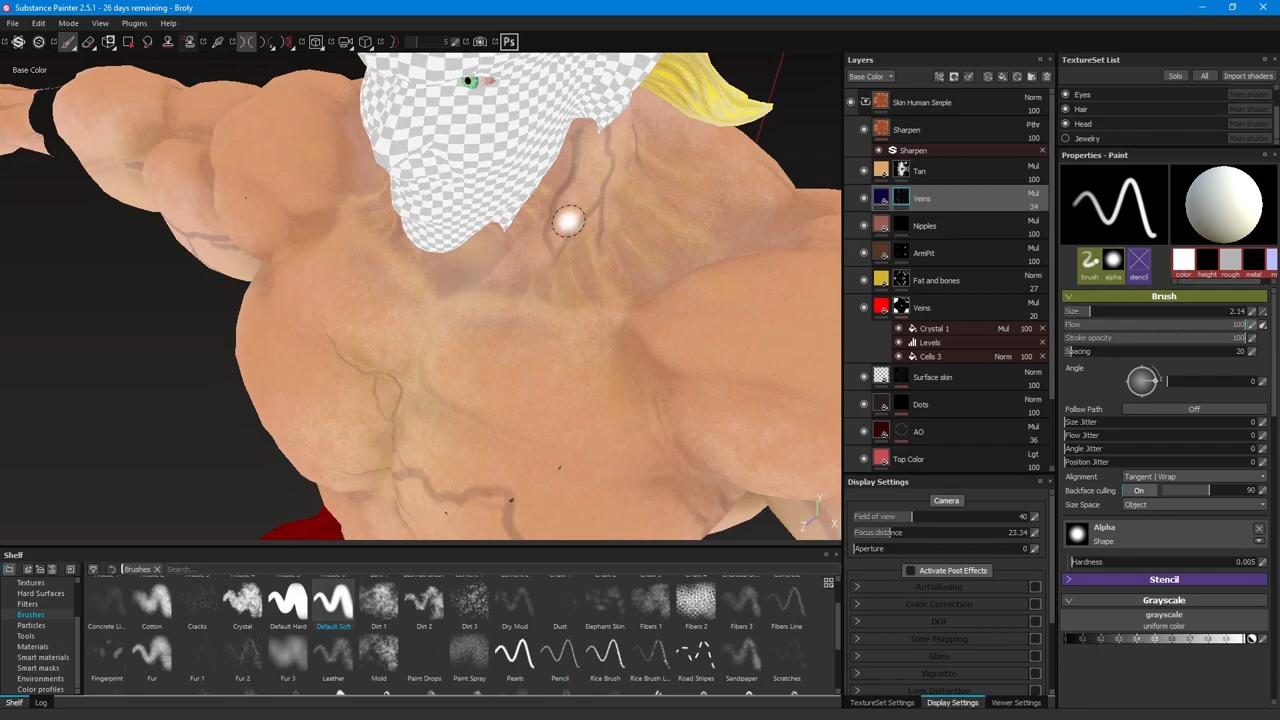 Substance Painter 2.5.1 - 26 days remaining - Broly
File Edit Mode View Plugins Help
5
Ps
Base Color
Z
Y
X
Layers
Base Color
Skin Human Simple Norm 100
Sharpen Pthr 100
Sharpen
Tan Mul 100
Veins Mul 34
Nipples Mul 100
ArmPit Mul 100
Fat and bones Norm 27
Veins Mul 20
Crystal 1 Mul 100
Levels
Cells 3 Norm 100
Surface skin Norm 100
Dots Norm 100
AO Mul 36
Top Color Lgt 100
Display Settings
Camera
Field of view 40
Focus distance 23.34
Aperture 0
Activate Post Effects
Antialiasing
Color Correction
DOF
Tone Mapping
Glare
Vignette
Lens Distortion
TextureSet Settings Display Settings Viewer Settings
TextureSet List
Solo All Import shaders
Eyes Main shader
Hair Main shader
Head Main shader
Jewelry Main shader
Properties - Paint
brush alpha stencil color height rough metal
Brush
Size 2.14
Flow 100
Stroke opacity 100
Spacing 20
Angle 0
Follow Path Off
Size Jitter 0
Flow Jitter 0
Angle Jitter 0
Position Jitter 0
Alignment Tangent | Wrap
Backface culling On 90
Size Space Object
Alpha
Shape
Hardness 0.005
Stencil
Grayscale
grayscale
uniform color
Shelf
Brushes Search...
Textures
Hard Surfaces
Filters
Brushes
Particles
Tools
Materials
Smart materials
Smart masks
Environments
Color profiles
Concrete Li... Cotton Cracks Crystal Default Hard Default Soft Dirt 1 Dirt 2 Dirt 3 Dry Mud Dust Elephant Skin Fibers 1 Fibers 2 Fibers 3 Fibers Line
Fingerprint Fur Fur 1 Fur 2 Fur 3 Leather Mold Paint Drops Paint Spray Pearls Pencil Rice Brush Rice Brush L... Road Stripes Sandpaper Scratches
Shelf Log